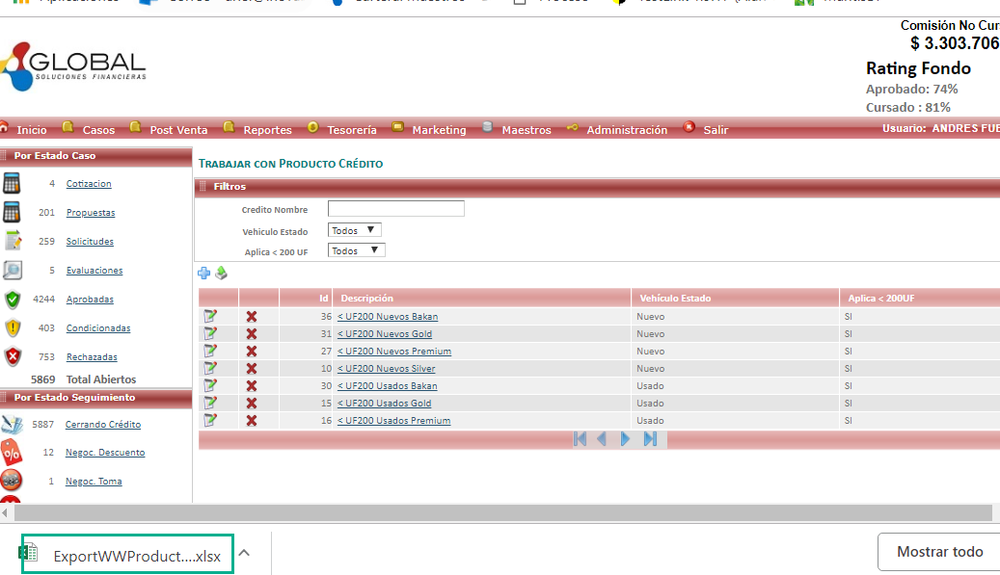 Comisión No Cur
$ 3.303.706
GLOBAL
SOLUCIONES FINANCIERAS
Rating Fondo
Aprobado: 74%
Cursado : 81%
Inicio Casos Post Venta Reportes Tesorería Marketing Maestros Administración Salir Usuario: ANDRES FUE
Por Estado Caso
4 Cotizacion
201 Propuestas
259 Solicitudes
5 Evaluaciones
4244 Aprobadas
403 Condicionadas
753 Rechazadas
5869 Total Abiertos
Por Estado Seguimiento
5887 Cerrando Crédito
12 Negoc. Descuento
1 Negoc. Toma
TRABAJAR CON PRODUCTO CRÉDITO
Filtros
Credito Nombre
Vehiculo Estado Todos
Aplica < 200 UF Todos
Id Descripción Vehículo Estado Aplica < 200UF
36 < UF200 Nuevos Bakan Nuevo SI
31 < UF200 Nuevos Gold Nuevo SI
27 < UF200 Nuevos Premium Nuevo SI
10 < UF200 Nuevos Silver Nuevo SI
30 < UF200 Usados Bakan Usado SI
15 < UF200 Usados Gold Usado SI
16 < UF200 Usados Premium Usado SI
ExportWWProduct....xlsx
Mostrar todo